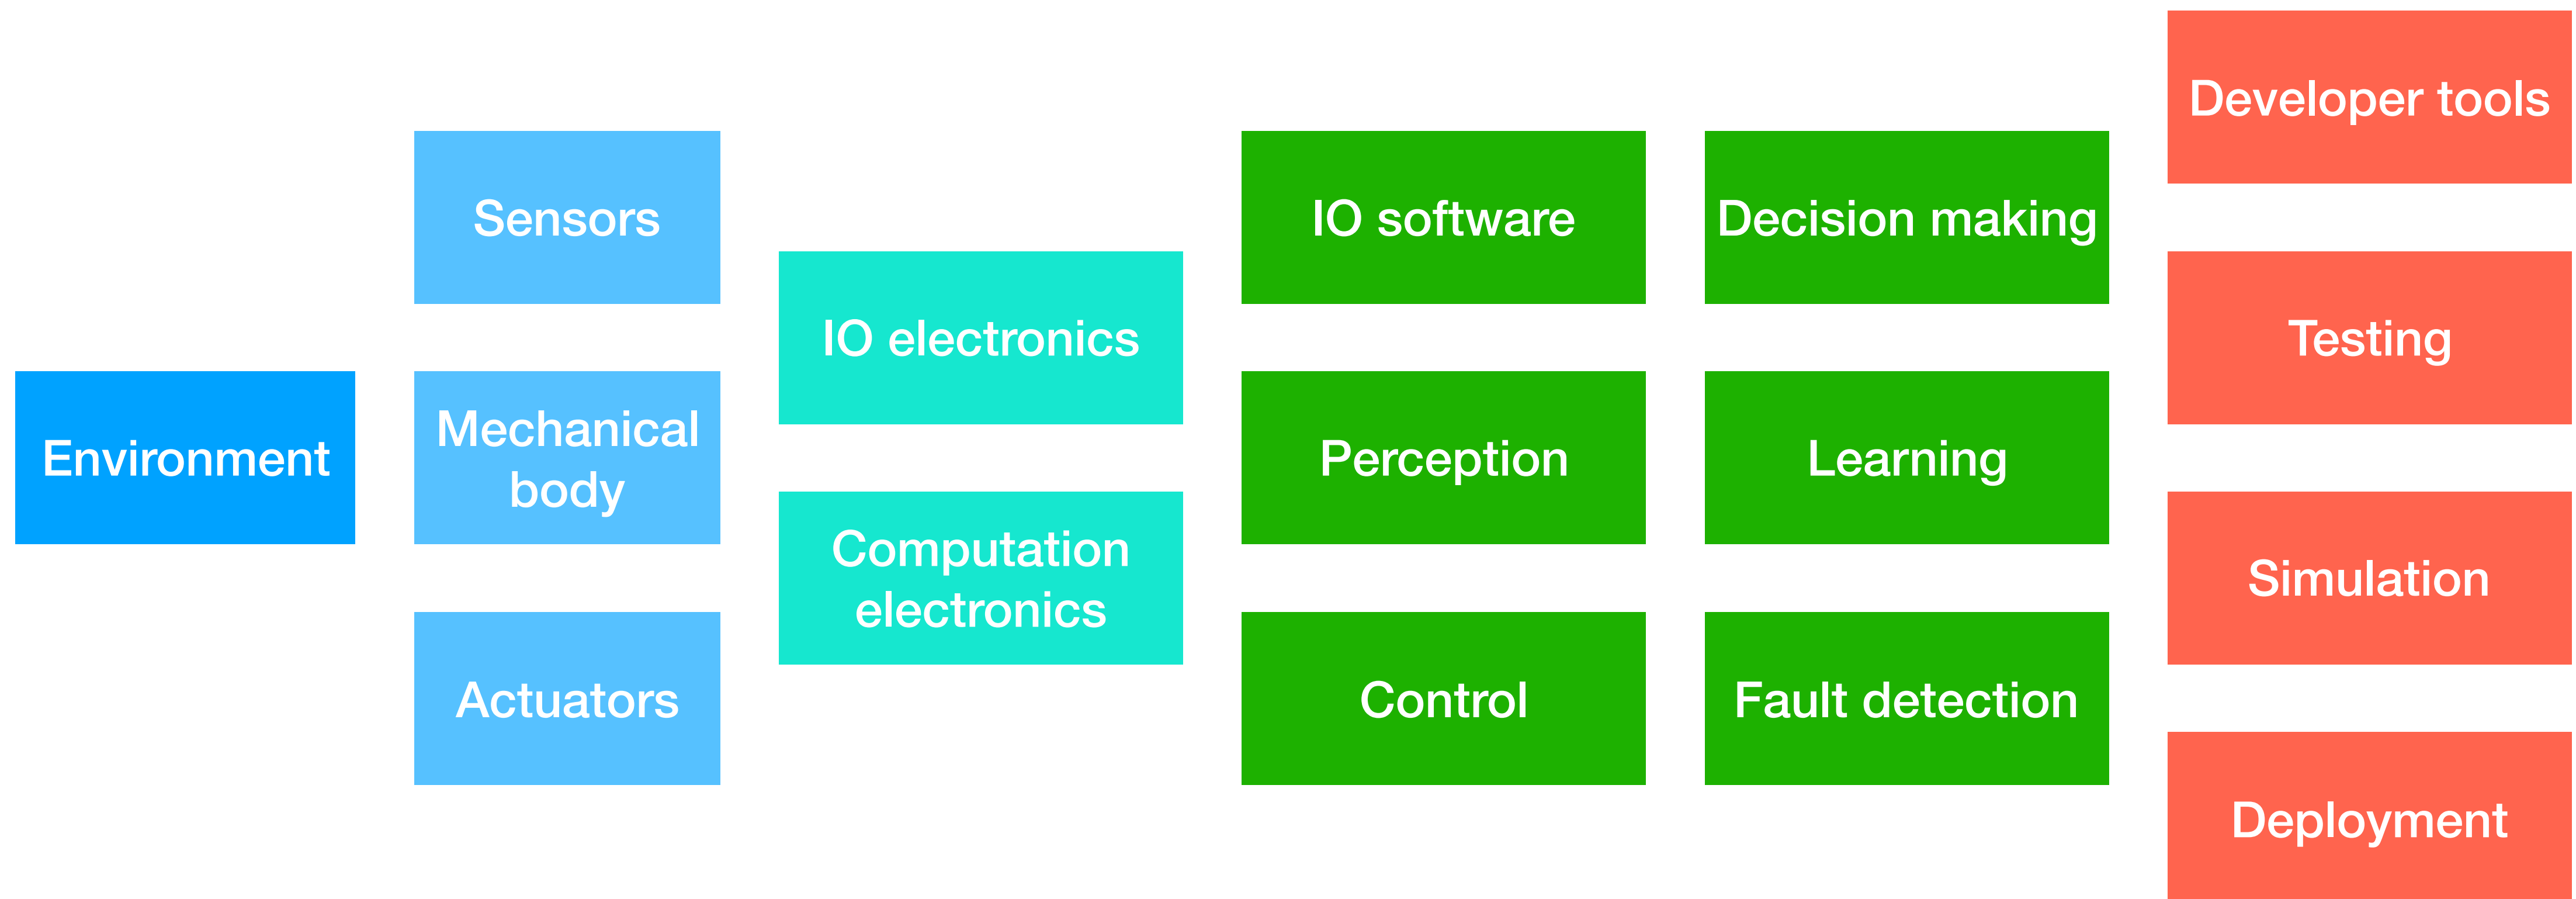 Environment
Sensors
Mechanical
body
Actuators
IO electronics
Computation
electronics
IO software
Perception
Control
Decision making
Learning
Fault detection
Developer tools
Testing
Simulation
Deployment